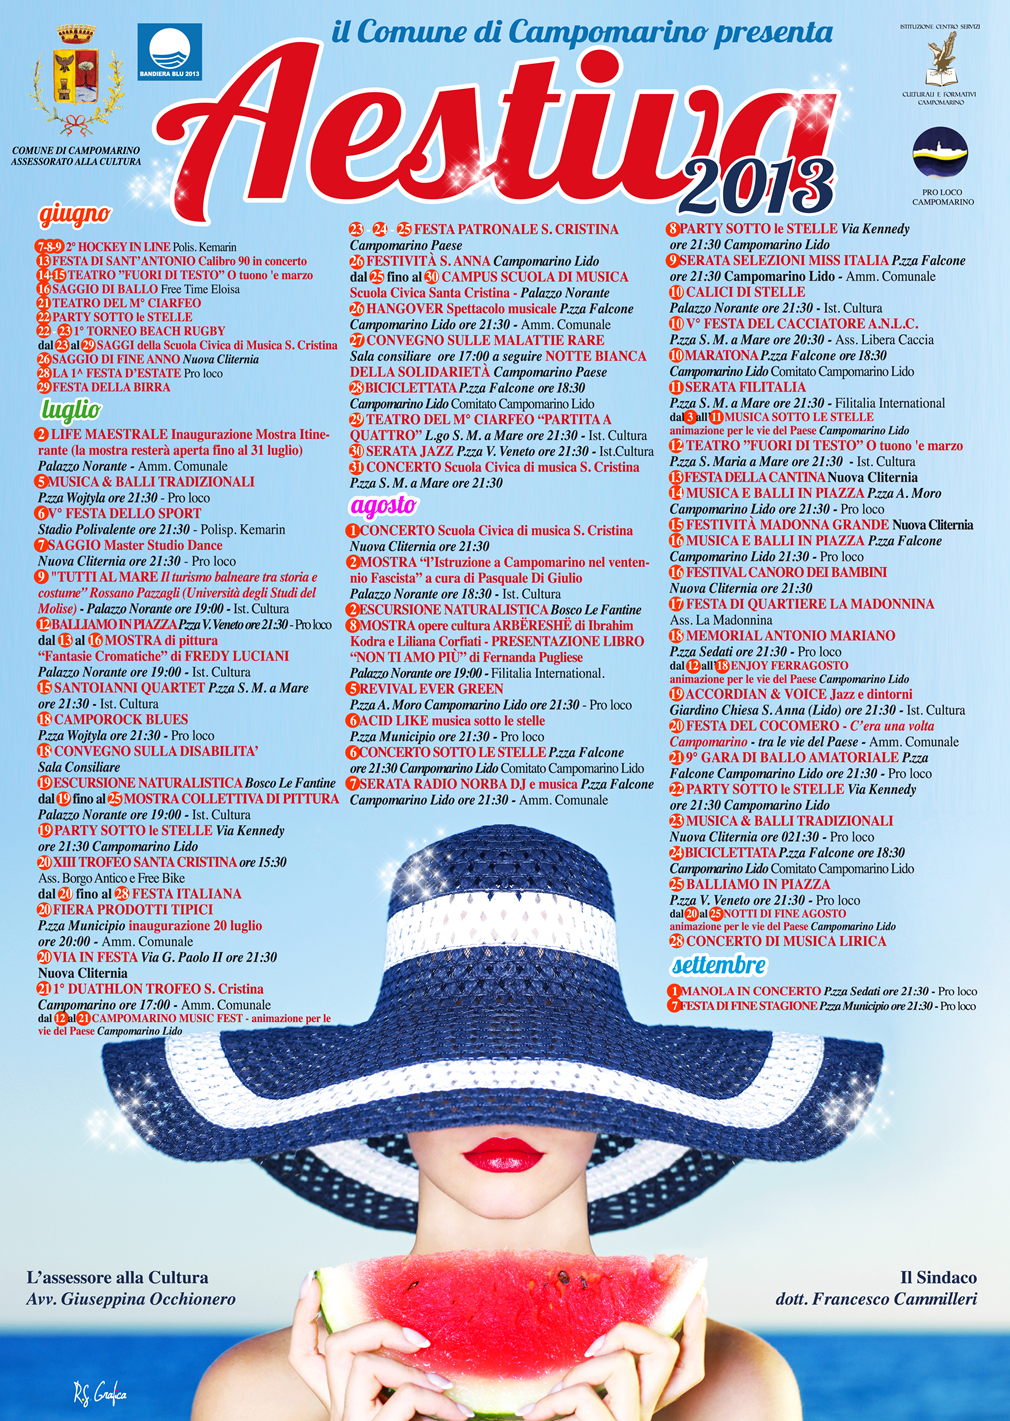 il Comune di Campomarino presenta
Aestiva
2013
BANDIERA BLU 2013
COMUNE DI CAMPOMARINO
ASSESSORATO ALLA CULTURA
ISTITUZIONE CENTRO SERVIZI
CULTURALI E FORMATIVI
CAMPOMARINO
PRO LOCO
CAMPOMARINO
giugno
7-8-9 2° HOCKEY IN LINE Polis. Kemarin
13 FESTA DI SANT'ANTONIO Calibro 90 in concerto
14-15 TEATRO "FUORI DI TESTO" O tuono 'e marzo
16 SAGGIO DI BALLO Free Time Eloisa
21 TEATRO DEL M° CIARFEO
22 PARTY SOTTO le STELLE
22 - 23 1° TORNEO BEACH RUGBY
dal 23 al 29 SAGGI della Scuola Civica di Musica S. Cristina
26 SAGGIO DI FINE ANNO Nuova Cliternia
28 LA 1^ FESTA D'ESTATE Pro loco
29 FESTA DELLA BIRRA
luglio
2 LIFE MAESTRALE Inaugurazione Mostra Itine-
rante (la mostra resterà aperta fino al 31 luglio)
Palazzo Norante - Amm. Comunale
5 MUSICA & BALLI TRADIZIONALI
P.zza Wojtyla ore 21:30 - Pro loco
6 V° FESTA DELLO SPORT
Stadio Polivalente ore 21:30 - Polisp. Kemarin
7 SAGGIO Master Studio Dance
Nuova Cliternia ore 21:30 - Pro loco
9 "TUTTI AL MARE Il turismo balneare tra storia e
costume" Rossano Pazzagli (Università degli Studi del
Molise) - Palazzo Norante ore 19:00 - Ist. Cultura
12 BALLIAMO IN PIAZZA P.zza V. Veneto ore 21:30 - Pro loco
dal 13 al 16 MOSTRA di pittura
"Fantasie Cromatiche" di FREDY LUCIANI
Palazzo Norante ore 19:00 - Ist. Cultura
15 SANTOIANNI QUARTET P.zza S. M. a Mare
ore 21:30 - Ist. Cultura
18 CAMPOROCK BLUES
P.zza Wojtyla ore 21:30 - Pro loco
18 CONVEGNO SULLA DISABILITA'
Sala Consiliare
19 ESCURSIONE NATURALISTICA Bosco Le Fantine
dal 19 fino al 25 MOSTRA COLLETTIVA DI PITTURA
Palazzo Norante ore 19:00 - Ist. Cultura
19 PARTY SOTTO le STELLE Via Kennedy
ore 21:30 Campomarino Lido
20 XIII TROFEO SANTA CRISTINA ore 15:30
Ass. Borgo Antico e Free Bike
dal 20 fino al 28 FESTA ITALIANA
20 FIERA PRODOTTI TIPICI
P.zza Municipio inaugurazione 20 luglio
ore 20:00 - Amm. Comunale
20 VIA IN FESTA Via G. Paolo II ore 21:30
Nuova Cliternia
21 1° DUATHLON TROFEO S. Cristina
Campomarino ore 17:00 - Amm. Comunale
dal 12 al 21 CAMPOMARINO MUSIC FEST - animazione per le
vie del Paese Campomarino Lido
23 - 24 - 25 FESTA PATRONALE S. CRISTINA
Campomarino Paese
26 FESTIVITÀ S. ANNA Campomarino Lido
dal 25 fino al 30 CAMPUS SCUOLA DI MUSICA
Scuola Civica Santa Cristina - Palazzo Norante
26 HANGOVER Spettacolo musicale P.zza Falcone
Campomarino Lido ore 21:30 - Amm. Comunale
27 CONVEGNO SULLE MALATTIE RARE
Sala consiliare ore 17:00 a seguire NOTTE BIANCA
DELLA SOLIDARIETÀ Campomarino Paese
28 BICICLETTATA P.zza Falcone ore 18:30
Campomarino Lido Comitato Campomarino Lido
29 TEATRO DEL M° CIARFEO "PARTITA A
QUATTRO" L.go S. M. a Mare ore 21:30 - Ist. Cultura
30 SERATA JAZZ P.zza V. Veneto ore 21:30 - Ist.Cultura
31 CONCERTO Scuola Civica di musica S. Cristina
P.zza S. M. a Mare ore 21:30
agosto
1 CONCERTO Scuola Civica di musica S. Cristina
Nuova Cliternia ore 21:30
2 MOSTRA "l'Istruzione a Campomarino nel venten-
nio Fascista" a cura di Pasquale Di Giulio
Palazzo Norante ore 18:30 - Ist. Cultura
2 ESCURSIONE NATURALISTICA Bosco Le Fantine
8 MOSTRA opere cultura ARBËRESHË di Ibrahim
Kodra e Liliana Corfiati - PRESENTAZIONE LIBRO
"NON TI AMO PIÙ" di Fernanda Pugliese
Palazzo Norante ore 19:00 - Filitalia International.
5 REVIVAL EVER GREEN
P.zza A. Moro Campomarino Lido ore 21:30 - Pro loco
6 ACID LIKE musica sotto le stelle
P.zza Municipio ore 21:30 - Pro loco
6 CONCERTO SOTTO LE STELLE P.zza Falcone
ore 21:30 Campomarino Lido Comitato Campomarino Lido
7 SERATA RADIO NORBA DJ e musica P.zza Falcone
Campomarino Lido ore 21:30 - Amm. Comunale
8 PARTY SOTTO le STELLE Via Kennedy
ore 21:30 Campomarino Lido
9 SERATA SELEZIONI MISS ITALIA P.zza Falcone
ore 21:30 Campomarino Lido - Amm. Comunale
10 CALICI DI STELLE
Palazzo Norante ore 21:30 - Ist. Cultura
10 V° FESTA DEL CACCIATORE A.N.L.C.
P.zza S. M. a Mare ore 20:30 - Ass. Libera Caccia
10 MARATONA P.zza Falcone ore 18:30
Campomarino Lido Comitato Campomarino Lido
11 SERATA FILITALIA
P.zza S. M. a Mare ore 21:30 - Filitalia International
dal 3 all'11 MUSICA SOTTO LE STELLE
animazione per le vie del Paese Campomarino Lido
12 TEATRO "FUORI DI TESTO" O tuono 'e marzo
P.zza S. Maria a Mare ore 21:30 - Ist. Cultura
13 FESTA DELLA CANTINA Nuova Cliternia
14 MUSICA E BALLI IN PIAZZA P.zza A. Moro
Campomarino Lido ore 21:30 - Pro loco
15 FESTIVITÀ MADONNA GRANDE Nuova Cliternia
16 MUSICA E BALLI IN PIAZZA P.zza Falcone
Campomarino Lido 21:30 - Pro loco
16 FESTIVAL CANORO DEI BAMBINI
Nuova Cliternia ore 21:30
17 FESTA DI QUARTIERE LA MADONNINA
Ass. La Madonnina
18 MEMORIAL ANTONIO MARIANO
P.zza Sedati ore 21:30 - Pro loco
dal 12 all'18 ENJOY FERRAGOSTO
animazione per le vie del Paese Campomarino Lido
19 ACCORDIAN & VOICE Jazz e dintorni
Giardino Chiesa S. Anna (Lido) ore 21:30 - Ist. Cultura
20 FESTA DEL COCOMERO - C'era una volta
Campomarino - tra le vie del Paese - Amm. Comunale
21 9° GARA DI BALLO AMATORIALE P.zza
Falcone Campomarino Lido ore 21:30 - Pro loco
22 PARTY SOTTO le STELLE Via Kennedy
ore 21:30 Campomarino Lido
23 MUSICA & BALLI TRADIZIONALI
Nuova Cliternia ore 021:30 - Pro loco
24 BICICLETTATA P.zza Falcone ore 18:30
Campomarino Lido Comitato Campomarino Lido
25 BALLIAMO IN PIAZZA
P.zza V. Veneto ore 21:30 - Pro loco
dal 20 al 25 NOTTI DI FINE AGOSTO
animazione per le vie del Paese Campomarino Lido
28 CONCERTO DI MUSICA LIRICA
settembre
1 MANOLA IN CONCERTO P.zza Sedati ore 21:30 - Pro loco
7 FESTA DI FINE STAGIONE P.zza Municipio ore 21:30 - Pro loco
L'assessore alla Cultura
Avv. Giuseppina Occhionero
Il Sindaco
dott. Francesco Cammilleri
R.S Grafica